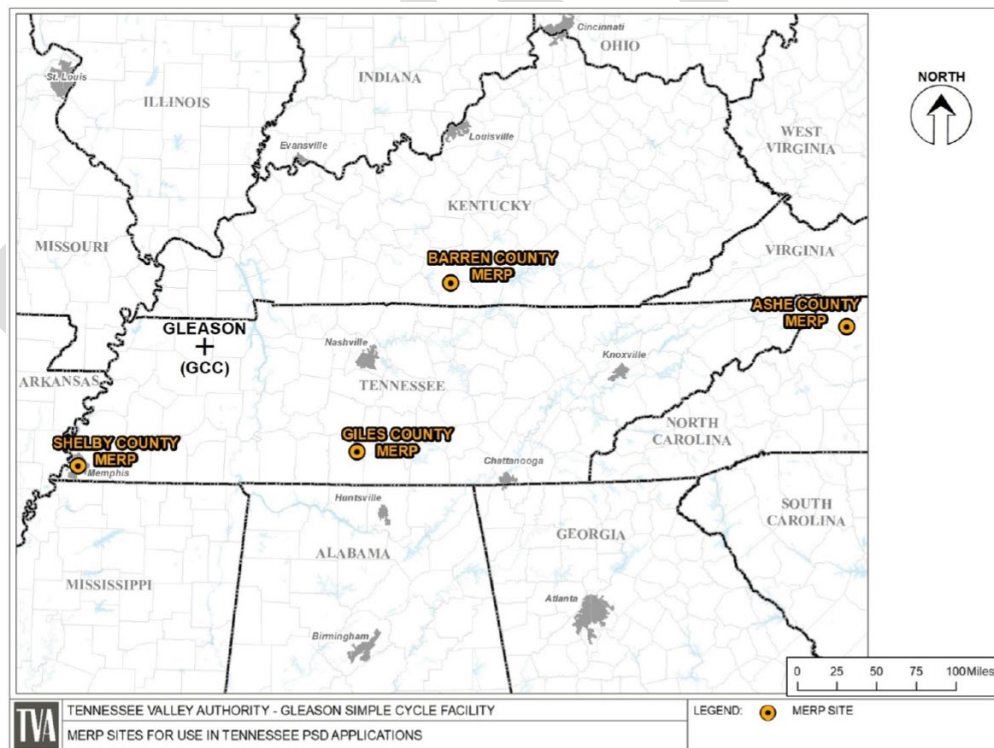 Cincinnati
OHIO
St. Louis
INDIANA
NORTH
ILLINOIS
Louisville
WEST
VIRGINIA
Evansville
KENTUCKY
MISSOURI
VIRGINIA
BARREN COUNTY
MERP
ASHE COUNTY
MERP
GLEASON
(GCC)
Nashville
Knoxville
ARKANSAS
TENNESSEE
NORTH
CAROLINA
SHELBY COUNTY
MERP
Memphis
GILES COUNTY
MERP
Chattanooga
Huntsville
SOUTH
CAROLINA
GEORGIA
ALABAMA
MISSISSIPPI
Atlanta
Birmingham
0 25 50 75 100 Miles
TVA
TENNESSEE VALLEY AUTHORITY - GLEASON SIMPLE CYCLE FACILITY
MERP SITES FOR USE IN TENNESSEE PSD APPLICATIONS
LEGEND: MERP SITE